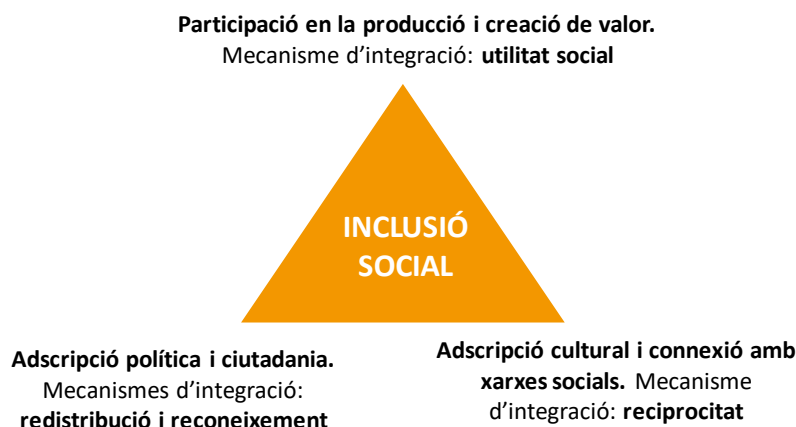 Participació en la producció i creació de valor.
Mecanisme d’integració: utilitat social
INCLUSIÓ
SOCIAL
Adscripció política i ciutadania.
Mecanismes d’integració:
redistribució i reconeixement
Adscripció cultural i connexió amb
xarxes socials. Mecanisme
d’integració: reciprocitat